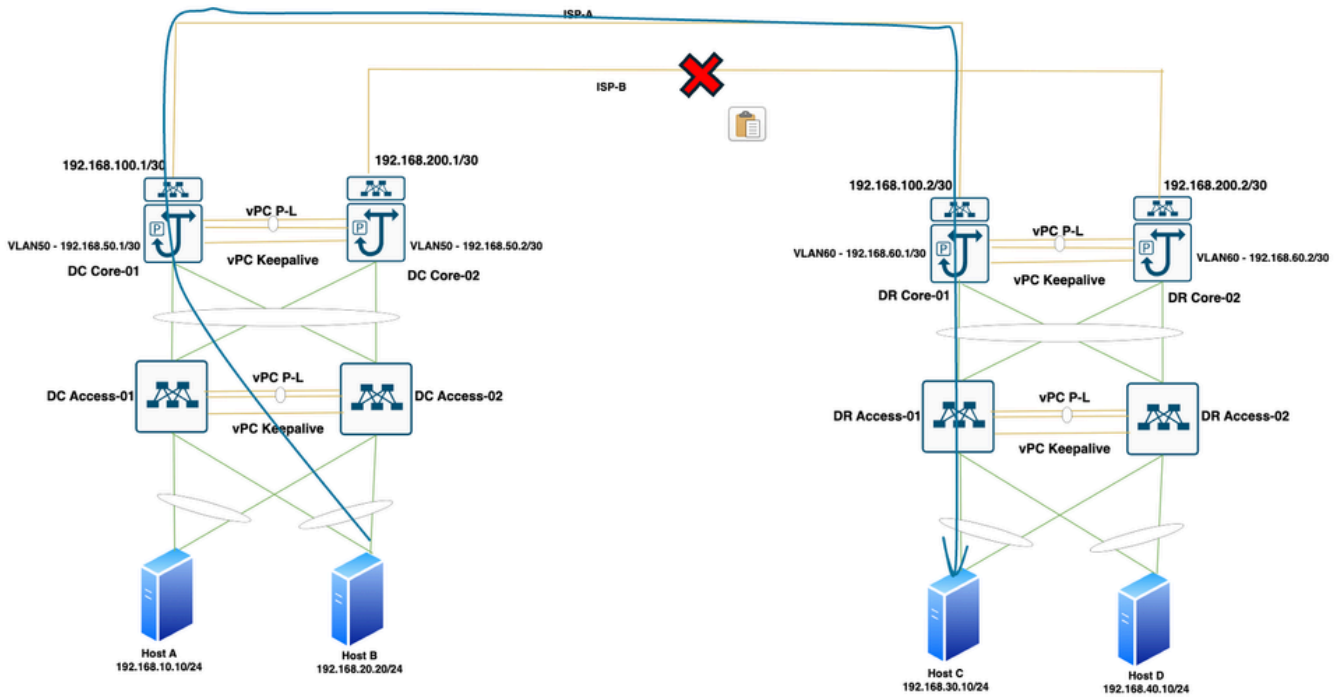 ISP-A
ISP-B
192.168.100.1/30
192.168.200.1/30
192.168.100.2/30
192.168.200.2/30
P
vPC P-L
P
VLAN50 - 192.168.50.1/30
VLAN50 - 192.168.50.2/30
vPC Keepalive
DC Core-01
DC Core-02
P
vPC P-L
P
VLAN60 - 192.168.60.1/30
VLAN60 - 192.168.60.2/30
vPC Keepalive
DR Core-01
DR Core-02
vPC P-L
DC Access-01
DC Access-02
vPC Keepalive
vPC P-L
DR Access-01
DR Access-02
vPC Keepalive
Host A
192.168.10.10/24
Host B
192.168.20.20/24
Host C
192.168.30.10/24
Host D
192.168.40.10/24